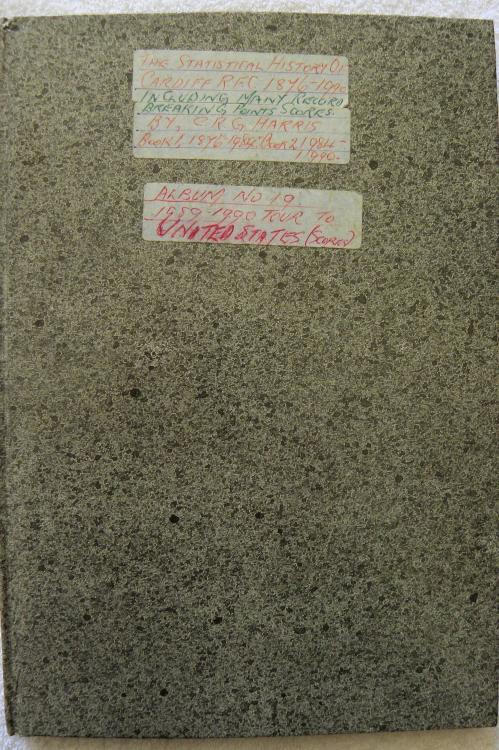 THE STATISTICAL HISTORY OF
CARDIFF RFC 1876-1990
INCLUDING MANY RECORD
BREAKING POINTS SCORES.
BY, C R G HARRIS
Book 1, 1876-1984 Book 2 1984-
1990.
ALBUM NO 19
1989-1990 TOUR TO
UNITED STATES (SCORES)